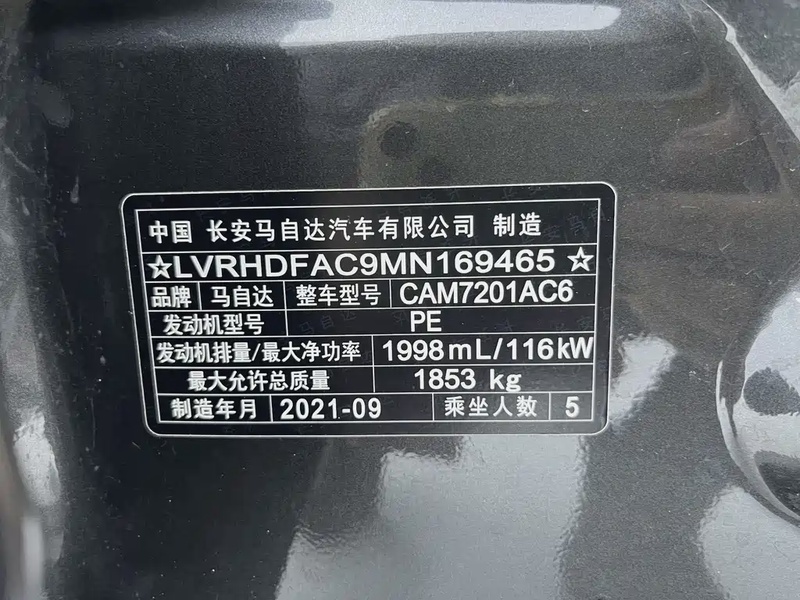 中国 长安马自达汽车有限公司 制造
☆LVRHDFAC9MN169465☆
品牌 马自达 整车型号 CAM7201AC6
发动机型号 PE
发动机排量/最大净功率 1998mL/116kW
最大允许总质量 1853 kg
制造年月 2021-09 乘坐人数 5